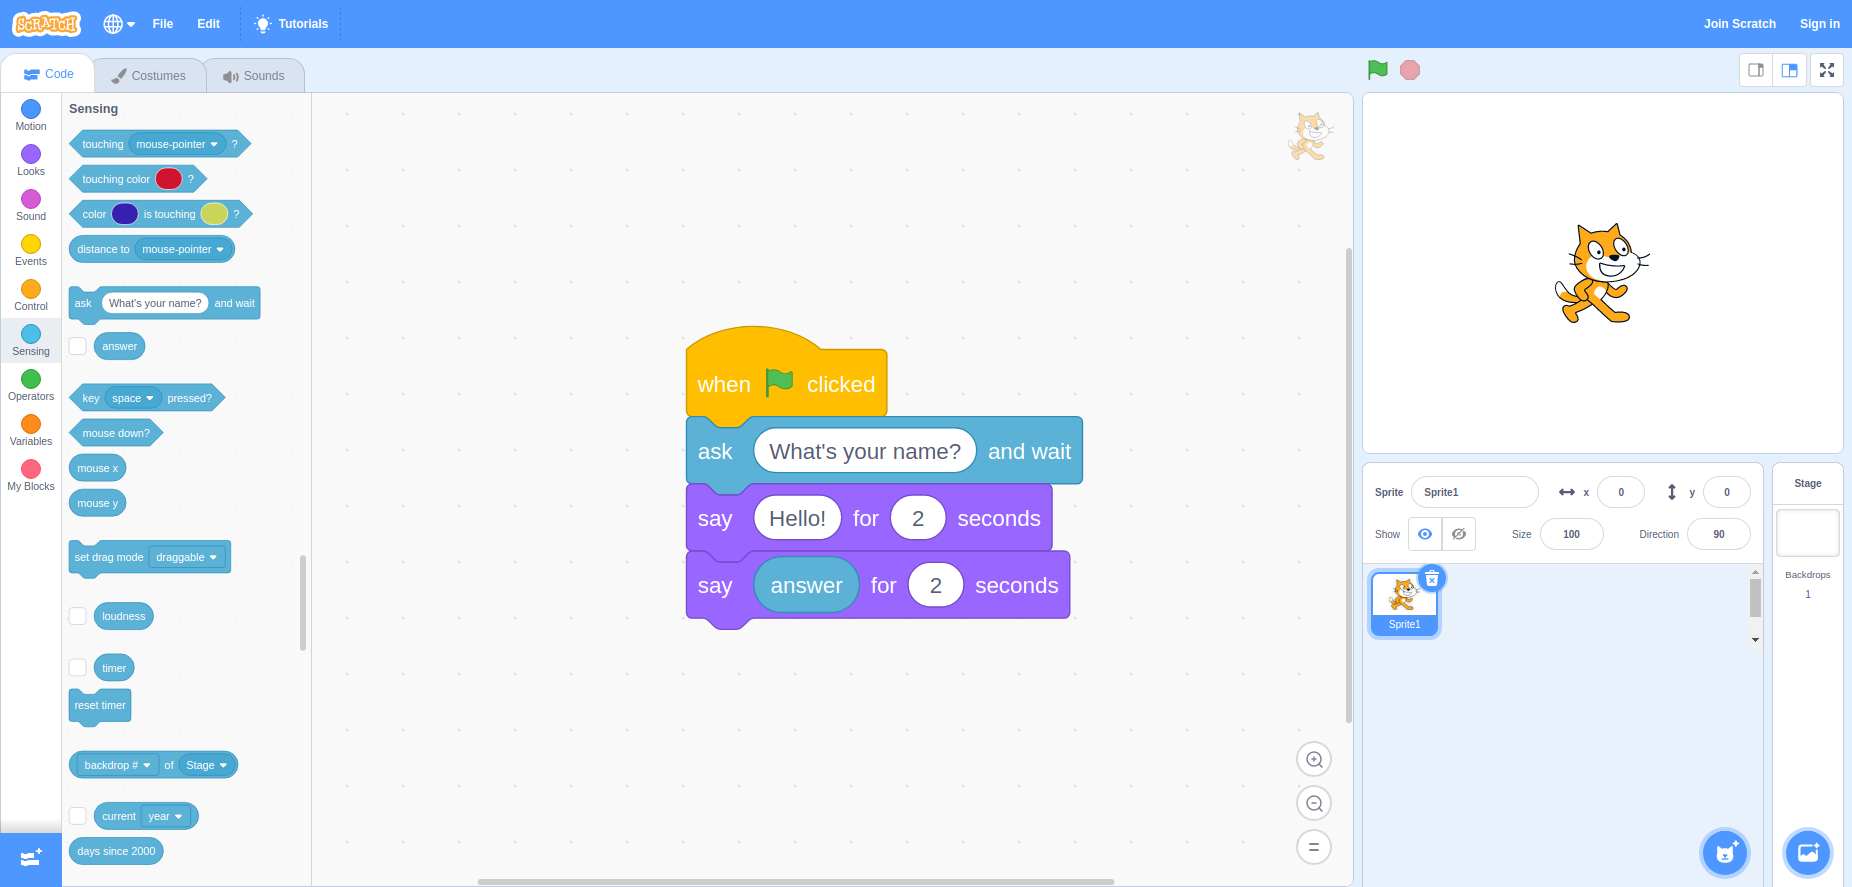 SCRATCH File Edit Tutorials Join Scratch Sign in
Code Costumes Sounds
Motion
Looks
Sound
Events
Control
Sensing
Operators
Variables
My Blocks
Sensing
touching mouse-pointer ?
touching color ?
color is touching ?
distance to mouse-pointer
ask What's your name? and wait
answer
key space pressed?
mouse down?
mouse x
mouse y
set drag mode draggable
loudness
timer
reset timer
backdrop # of Stage
current year
days since 2000
when clicked
ask What's your name? and wait
say Hello! for 2 seconds
say answer for 2 seconds
Sprite Sprite1 x 0 y 0
Show Size 100 Direction 90
Sprite1
Stage
Backdrops
1